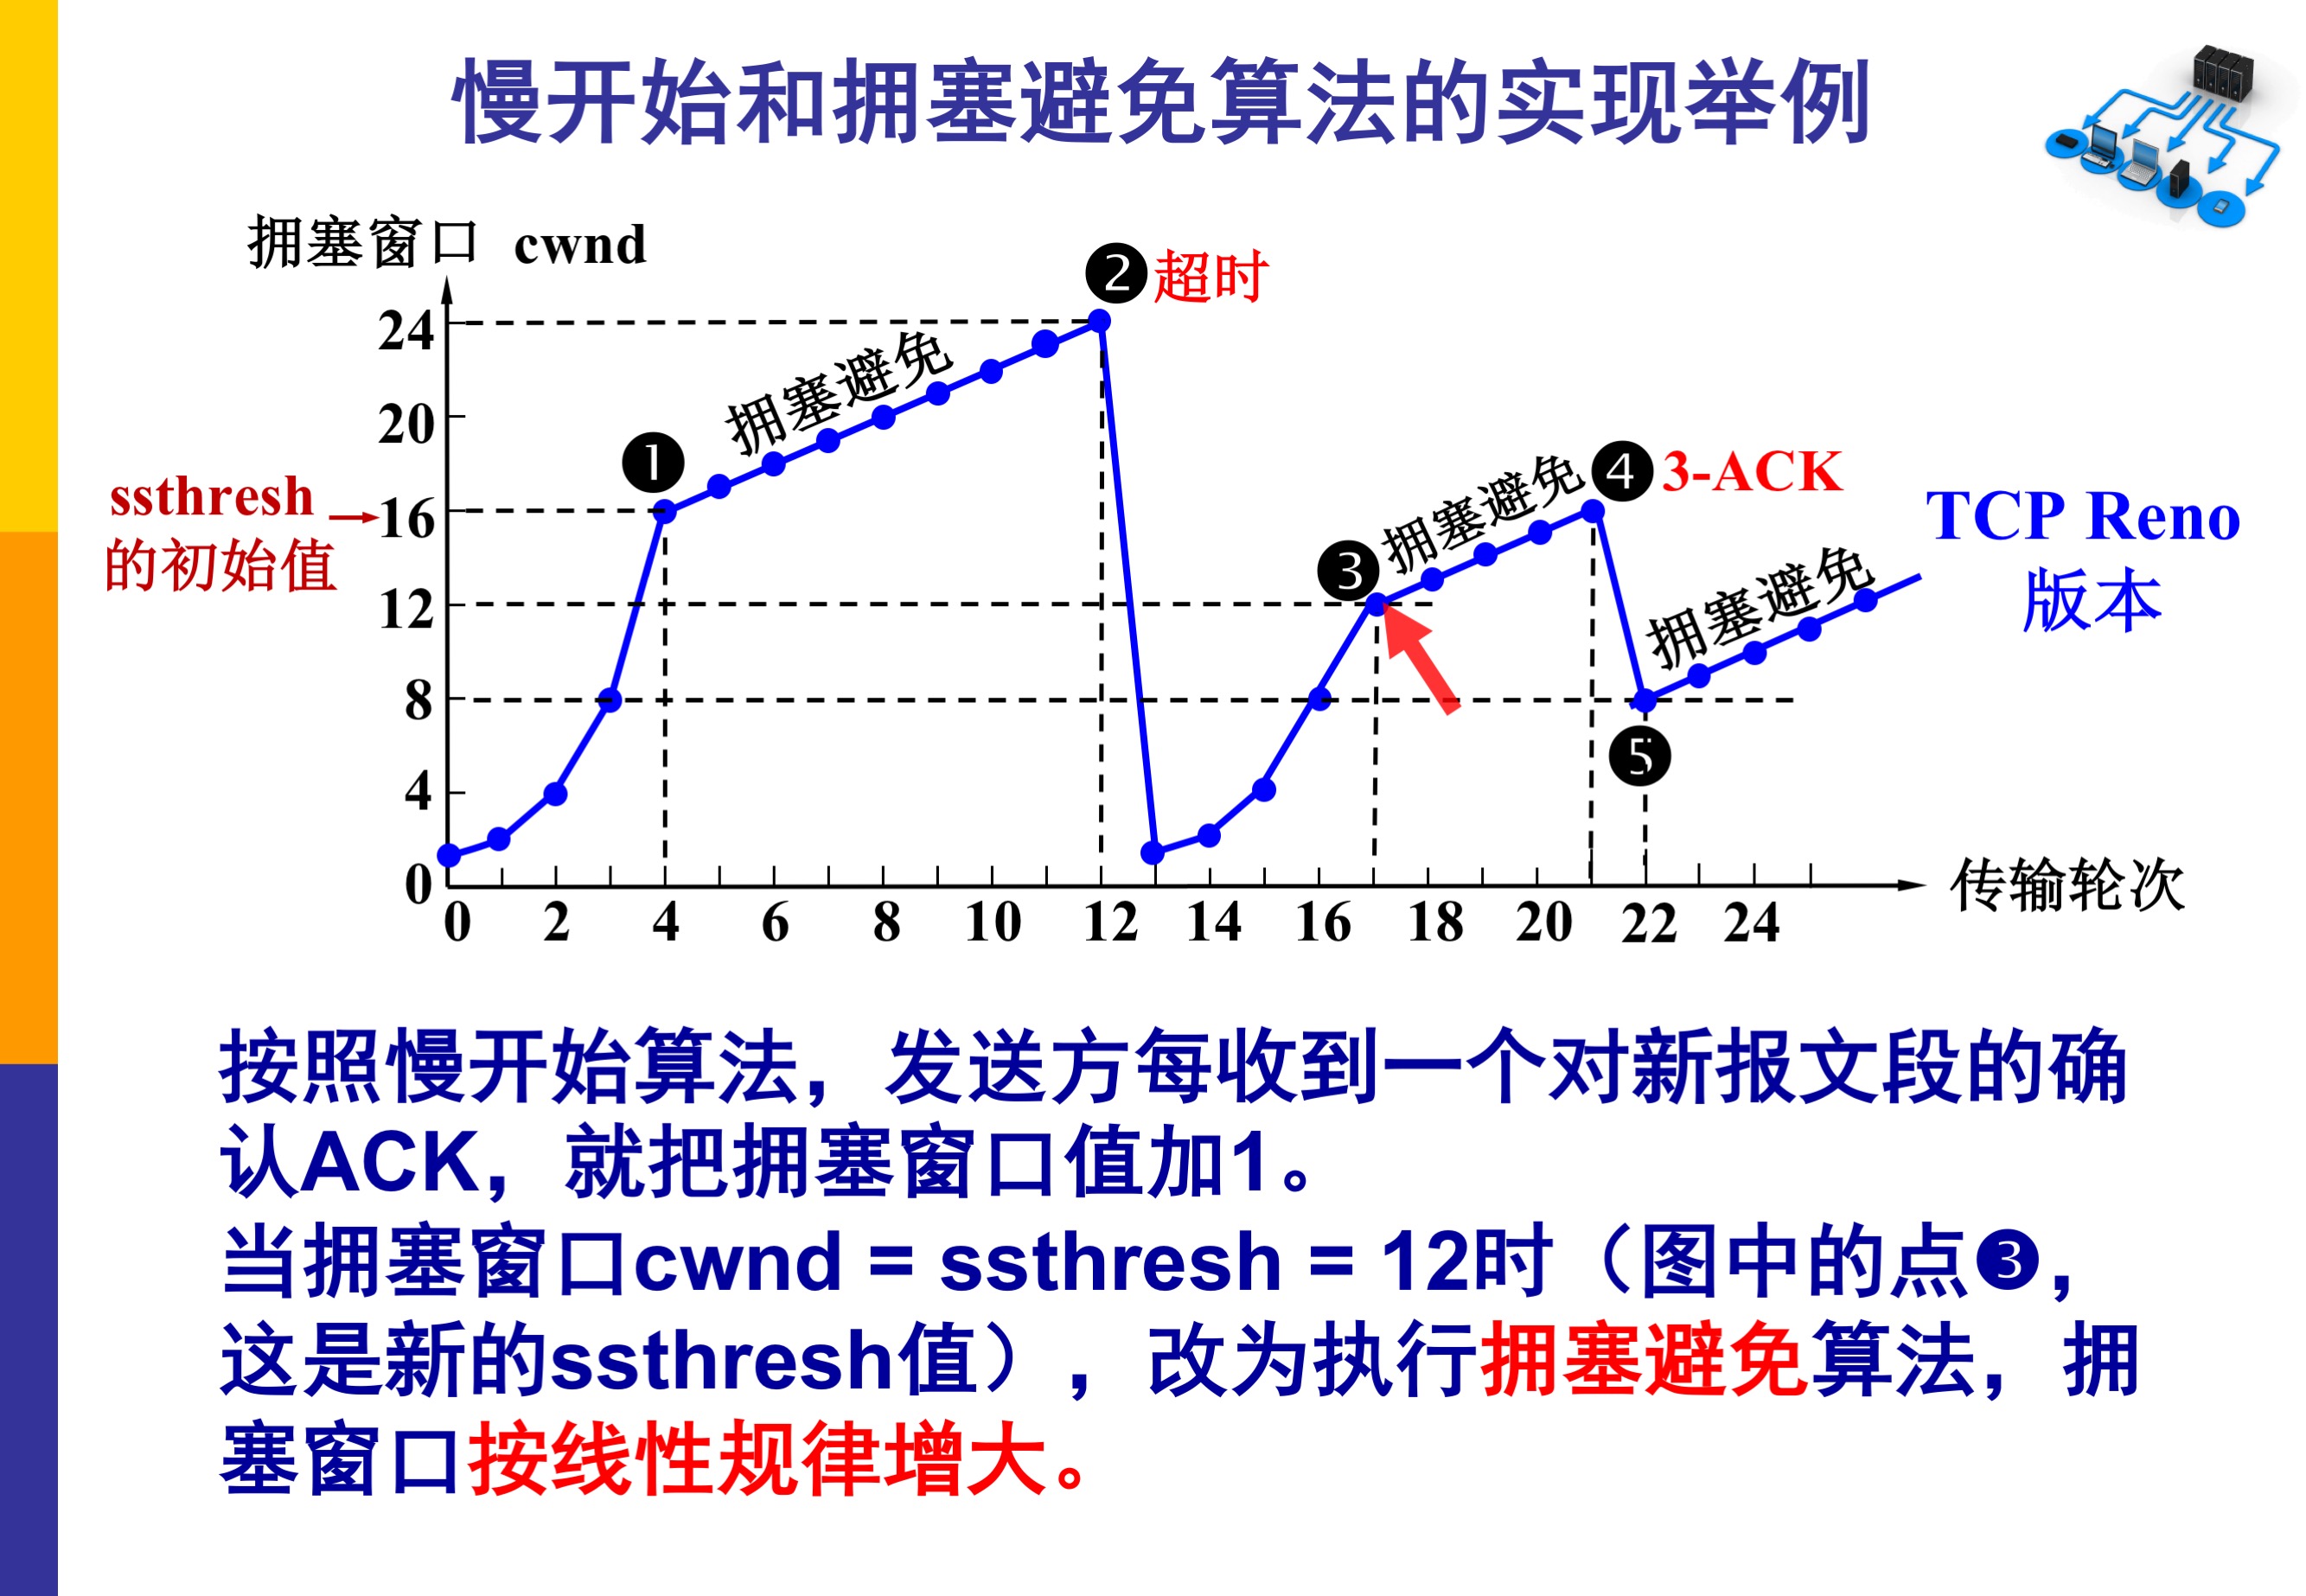 慢开始和拥塞避免算法的实现举例
拥塞窗口 cwnd
❷超时
24
拥塞避免
20
❶
❹ 3-ACK
ssthresh
的初始值
16
拥塞避免
TCP Reno
版本
❸
12
拥塞避免
8
❺
4
0
传输轮次
0 2 4 6 8 10 12 14 16 18 20 22 24
按照慢开始算法，发送方每收到一个对新报文段的确
认ACK，就把拥塞窗口值加1。
当拥塞窗口cwnd = ssthresh = 12时（图中的点❸，
这是新的ssthresh值），改为执行拥塞避免算法，拥
塞窗口按线性规律增大。